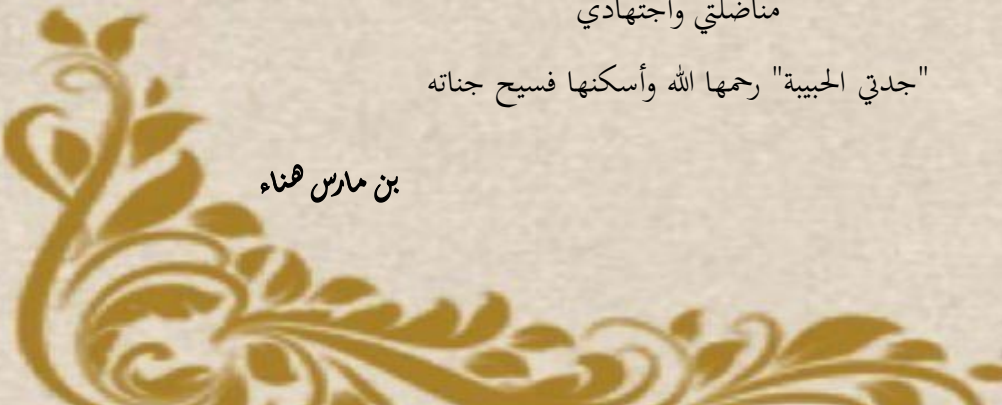 مناضلتي واجتهادي
"جدتي الحبيبة" رحمها الله وأسكنها فسيح جناته
بن مارس هناء